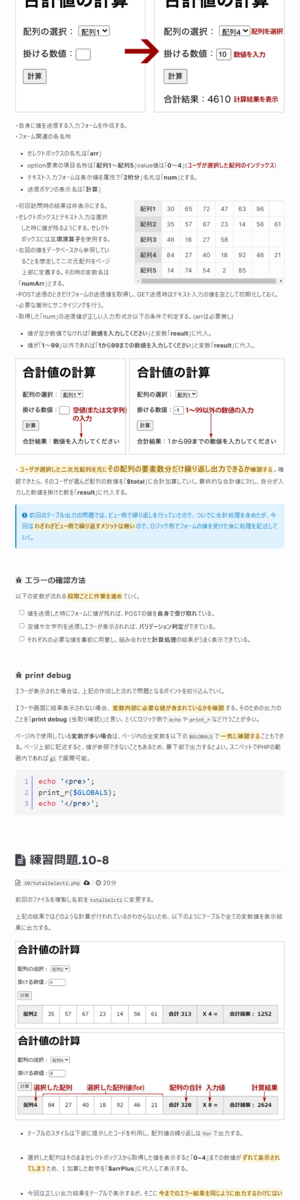 合計値の計算
配列の選択： 配列1
掛ける数値：
計算
合計値の計算
配列の選択： 配列1 配列を選択
掛ける数値： 10 数値を入力
計算
合計結果：4610 計算結果を表示
・自身に値を送信する入力フォームを作成する。
・フォーム関連の名名称
セレクトボックスの名札は「arr」
option要素の項目名称は「配列1〜配列5」value値は「0〜4」(ユーザが選択した配列のインデックス)
テキスト入力フォームは表示幅を属性で「2桁分」名札は「num」とする。
送信ボタンの表示名は「計算」
・初回訪問時の結果は非表示にする。
・セレクトボックスとテキスト入力は選択した時に値が残るようにする。セレクトボックスには三項演算子を使用する。
・右図の値をデータベースから参照していることを想定して二次元配列をページ上部に定義する。その時の変数名は「numArr」とする。
配列1 30 65 72 47 63 96
配列2 35 57 67 23 14 56 61
配列3 46 16 27 58
配列4 84 27 40 18 92 46 21
配列5 14 74 54 2 85
・POST送信のときだけフォームの送信値を取得し、GET送信時はテキスト入力の値を空として初期化しておく。
・必要な箇所にサニタイジングを行う。
・取得した「num」の送信値が正しい入力形式か以下の条件で判定する。(arrは必要無し)
値が空か数値でなければ「数値を入力してください」と変数「result」に代入。
値が「1〜99」以外であれば「1から99までの数値を入力してください」と変数「result」に代入。
合計値の計算
配列の選択： 配列1
掛ける数値： 空値(または文字列)の入力
計算
合計結果：数値を入力してください
合計値の計算
配列の選択： 配列1
掛ける数値： -1 1〜99以外の数値の入力
計算
合計結果：1から99までの数値を入力してください
・ユーザが選択した二次元配列を元にその配列の要素数分だけ繰り返し出力できるか確認する。確認できたら、そのユーザが選んだ配列の数値を「$total」に合計加算していく。最終的な合計値に対し、自分が入力した数値を掛けた数を「result」に代入する。
前回のテーブル出力の問題では、ビュー側で繰り返しを行っていたので、ついでに合計処理を含めたが、今回はわざわざビュー側で繰り返すメリットは無いので、ロジック側でフォームの値を受けた後に処理を記述していく。
エラーの確認方法
以下の変数が流れる段階ごとに作業を進めていく。
値を送信した時にフォームに値が残れば、POSTの値を自身で受け取れている。
空値や文字列を送信しエラーが表示されれば、バリデーション判定ができている。
それぞれの必要な値を事前に用意し、組み合わせた計算処理の結果がうまく表示できている。
print debug
エラーが表示された場合は、上記の作成した流れで問題となるポイントを絞り込んでいく。
エラーや画面に結果表示されない場合、変数内部に必要な値が含まれているかを確認する。そのための出力のことを「print debug (虫取り確認)」と言い、とくにロジック側で echo や print_r など行うことが多い。
ページ内で使用している変数が多い場合は、ページ内の全変数を以下の $GLOBALS で一気に確認することもできる。ページ上部に記述すると、値が参照できないこともあるため、最下部で出力するとよい。スニペットでPHPの範囲内であれば gl で展開可能。
1 echo '<pre>';
2 print_r($GLOBALS);
3 echo '</pre>';
練習問題.10-8
10/totalSelect2.php 20分
前回のファイルを複製し名前を totalSelct2 に変更する。
上記の結果ではどのような計算が行われているかわからないため、以下のようにテーブルで全ての変数値を表示結果に出力する。
合計値の計算
配列の選択： 配列2
掛ける数値： 4
計算
配列2 35 57 67 23 14 56 61 合計 313 X 4 = 合計結果： 1252
合計値の計算
配列の選択： 配列4
掛ける数値： 8
計算 選択した配列 選択した配列値(for) 配列の合計 入力値 計算結果
配列4 84 27 40 18 92 46 21 合計 328 X 8 = 合計結果： 2624
テーブルのスタイルは下部に提示したコードを利用し、配列値の繰り返しは for で出力する。
選択した配列はそのままセレクトボックスから取得した値を表示すると「0〜4」までの数値がずれて表示されてしまうため、1 加算した数字を「$arrPlus」に代入して表示する。
今回は正しい出力結果をテーブルで表示するが、そこに今までのエラー結果を同じように出力するわけにはい